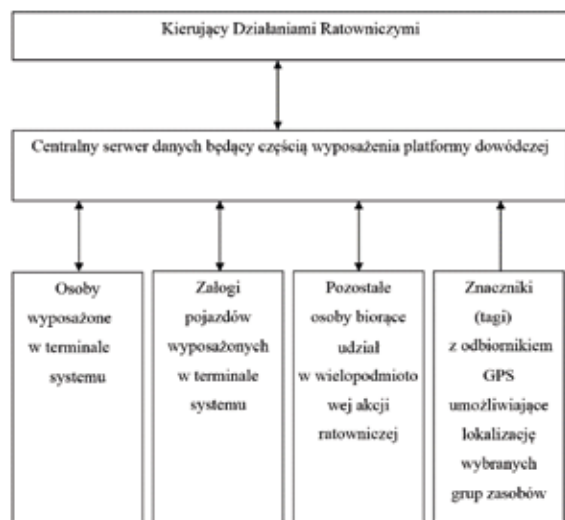 Kierujący Działaniami Ratowniczymi
Centralny serwer danych będący częścią wyposażenia platformy dowódczej
Osoby
wyposażone
w terminale
systemu
Załogi
pojazdów
wyposażonych
w terminale
systemu
Pozostałe
osoby biorące
udział
w wielopodmioto
wej akcji
ratowniczej
Znaczniki
(tagi)
z odbiornikiem
GPS
umożliwiające
lokalizację
wybranych
grup zasobów